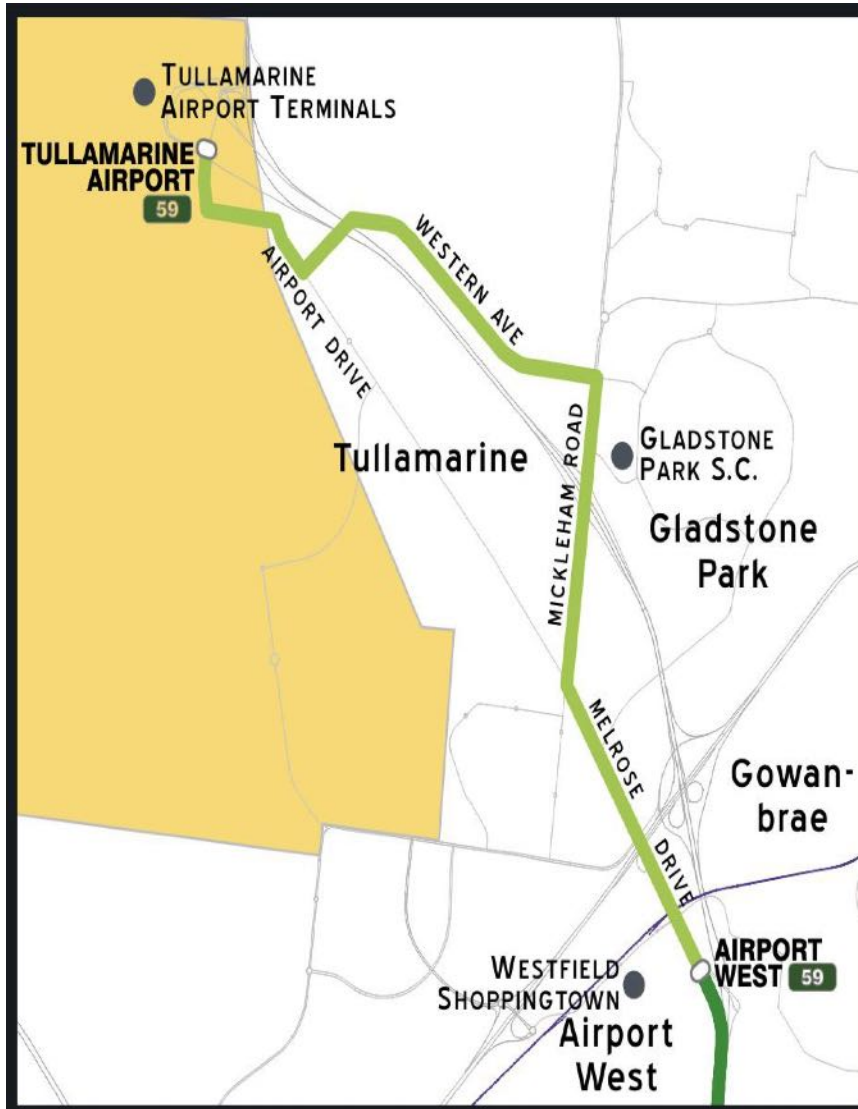 TULLAMARINE
AIRPORT TERMINALS
TULLAMARINE
AIRPORT
59
WESTERN AVE
AIRPORT DRIVE
Tullamarine
MICKLEHAM ROAD
GLADSTONE
PARK S.C.
Gladstone
Park
MELROSE DRIVE
Gowan-
brae
AIRPORT
WEST 59
WESTFIELD
SHOPPINGTOWN
Airport
West